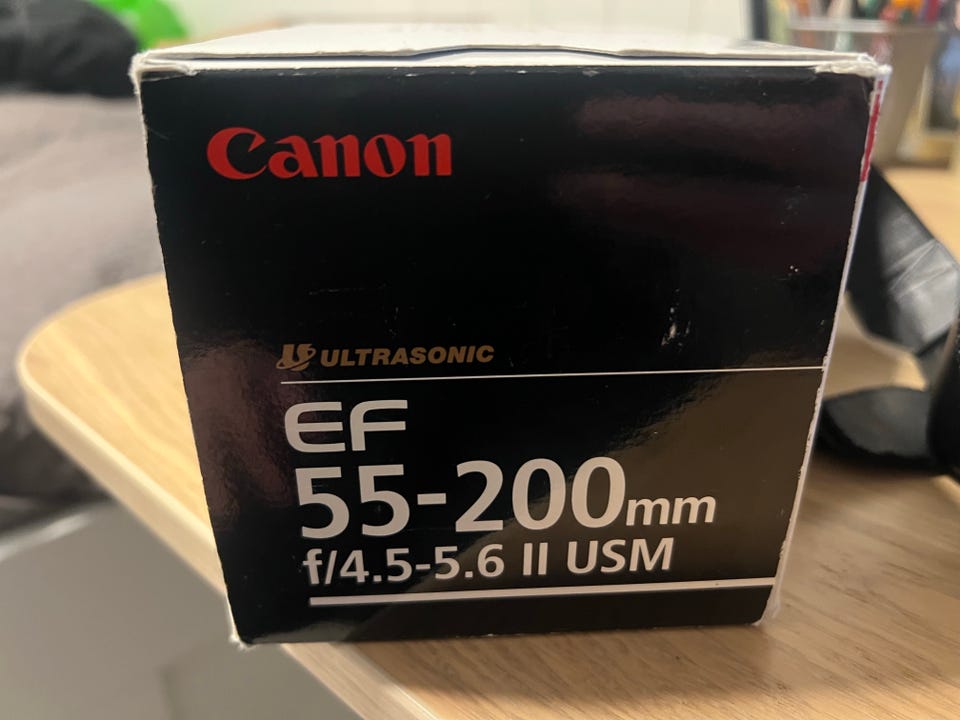 Canon
ULTRASONIC
EF
55-200mm
f/4.5-5.6 II USM